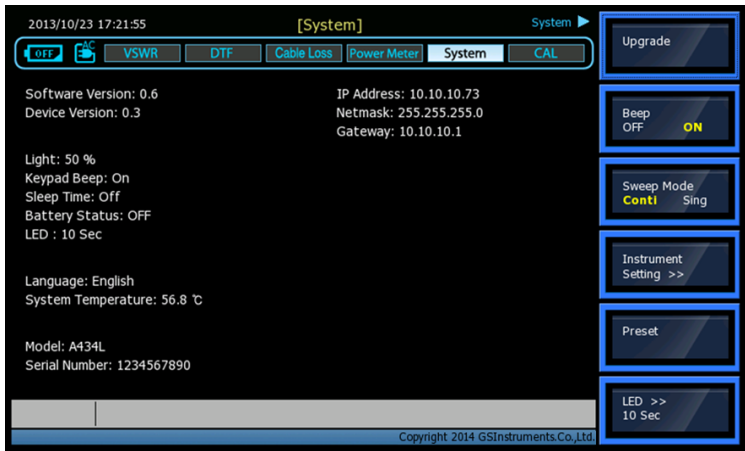 2013/10/23 17:21:55
[System]
System
OFF
AC
VSWR
DTF
Cable Loss
Power Meter
System
CAL
Software Version: 0.6
Device Version: 0.3
IP Address: 10.10.10.73
Netmask: 255.255.255.0
Gateway: 10.10.10.1
Light: 50 %
Keypad Beep: On
Sleep Time: Off
Battery Status: OFF
LED : 10 Sec
Language: English
System Temperature: 56.8 ℃
Model: A434L
Serial Number: 1234567890
Copyright 2014 GSInstruments.Co.,Ltd.
Upgrade
Beep
OFF ON
Sweep Mode
Conti Sing
Instrument
Setting >>
Preset
LED >>
10 Sec